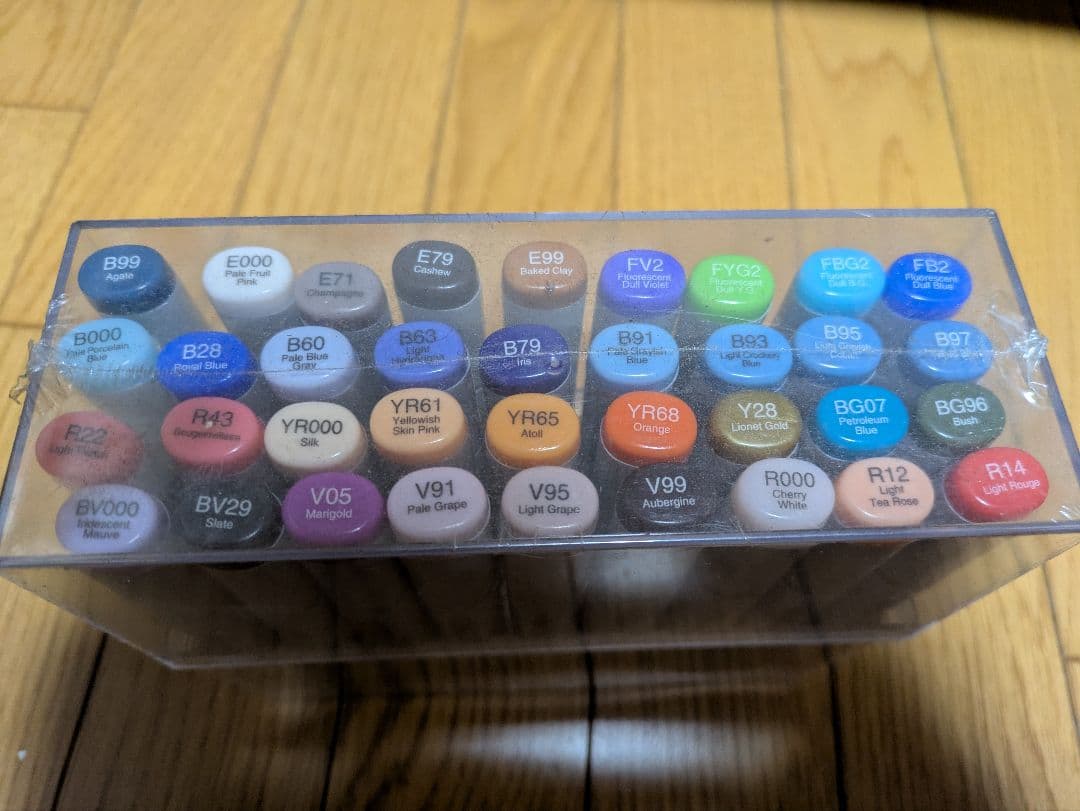 B99
Agate
E000
Pale Fruit
Pink
E71
Champagne
E79
Cashew
E99
Baked Clay
FV2
Fluorescent
Dull Violet
FYG2
Fluorescent
Dull Y.G.
FBG2
Fluorescent
Dull B.G.
FB2
Fluorescent
Dull Blue
B000
Pale Porcelain
Blue
B28
Royal Blue
B60
Pale Blue
Gray
B63
Light
B79
Iris
B91
Pale Grayish
Blue
B93
Light Crockery
Blue
B95
B97
R22
R43
Bougainvillaea
YR000
Silk
YR61
Yellowish
Skin Pink
YR65
Atoll
YR68
Orange
Y28
Lionet Gold
BG07
Petroleum
Blue
BG96
Bush
BV000
Iridescent
Mauve
BV29
Slate
V05
Marigold
V91
Pale Grape
V95
Light Grape
V99
Aubergine
R000
Cherry
White
R12
Light
Tea Rose
R14
Light Rouge